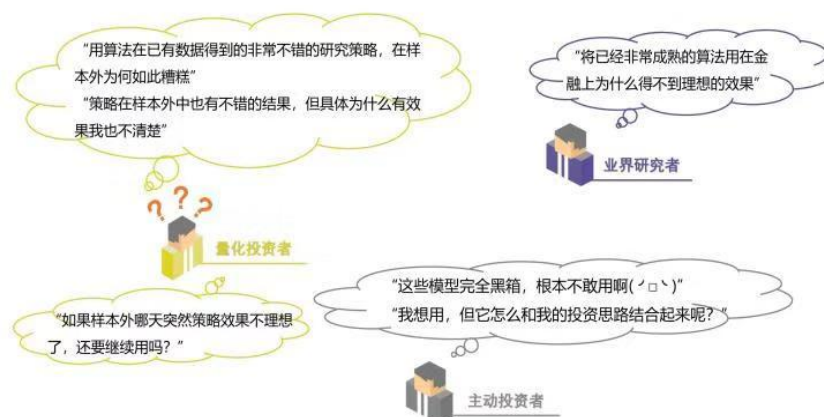 “用算法在已有数据得到的非常不错的研究策略，在样
本外为何如此糟糕”
“策略在样本外中也有不错的结果，但具体为什么有效
果我也不清楚”
“将已经非常成熟的算法用在金
融上为什么得不到理想的效果”
业界研究者
? ? ?
量化投资者
“如果样本外哪天突然策略效果不理想
了，还要继续用吗？”
“这些模型完全黑箱，根本不敢用啊(╯□╰)”
“我想用，但它怎么和我的投资思路结合起来呢？”
主动投资者